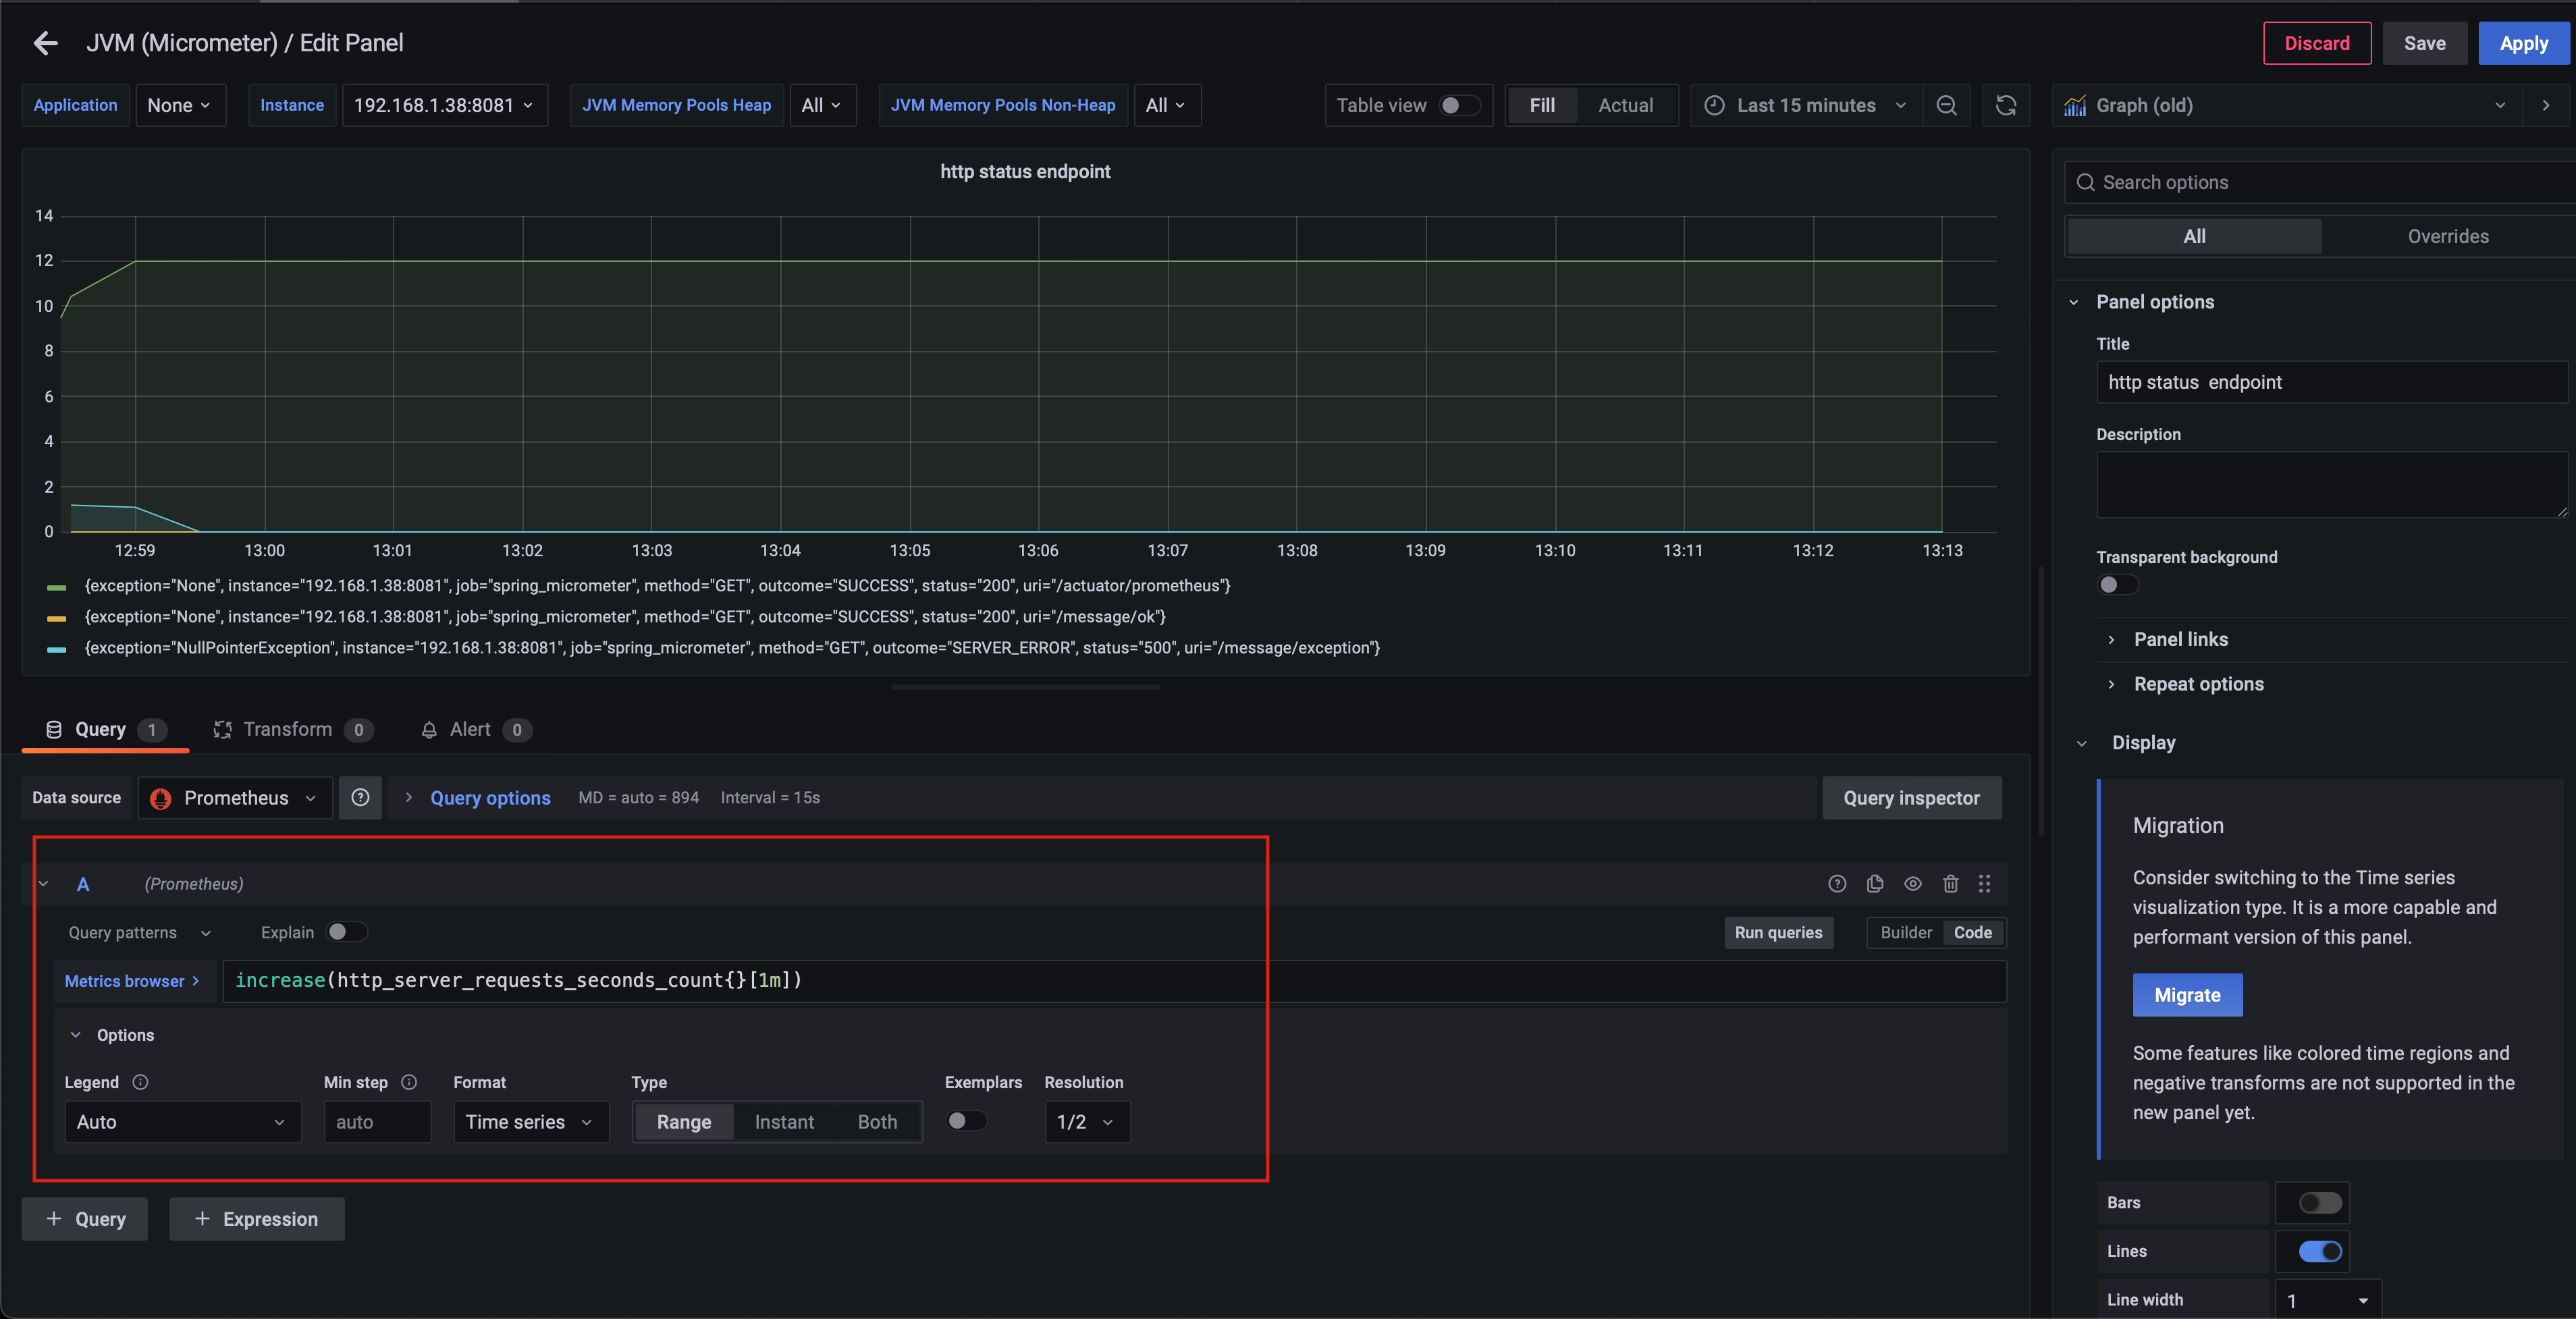 JVM (Micrometer) / Edit Panel
Discard
Save
Apply
Application
None
Instance
192.168.1.38:8081
JVM Memory Pools Heap
All
JVM Memory Pools Non-Heap
All
Table view
Fill
Actual
Last 15 minutes
Graph (old)
http status endpoint
14
12
10
8
6
4
2
0
12:59
13:00
13:01
13:02
13:03
13:04
13:05
13:06
13:07
13:08
13:09
13:10
13:11
13:12
13:13
{exception="None", instance="192.168.1.38:8081", job="spring_micrometer", method="GET", outcome="SUCCESS", status="200", uri="/actuator/prometheus"}
{exception="None", instance="192.168.1.38:8081", job="spring_micrometer", method="GET", outcome="SUCCESS", status="200", uri="/message/ok"}
{exception="NullPointerException", instance="192.168.1.38:8081", job="spring_micrometer", method="GET", outcome="SERVER_ERROR", status="500", uri="/message/exception"}
Query 1
Transform 0
Alert 0
Data source
Prometheus
Query options
MD = auto = 894
Interval = 15s
Query inspector
A
(Prometheus)
Query patterns
Explain
Run queries
Builder
Code
Metrics browser >
increase(http_server_requests_seconds_count{}[1m])
Options
Legend
Min step
Format
Type
Exemplars
Resolution
Auto
auto
Time series
Range
Instant
Both
1/2
+ Query
+ Expression
Search options
All
Overrides
Panel options
Title
http status  endpoint
Description
Transparent background
Panel links
Repeat options
Display
Migration
Consider switching to the Time series
visualization type. It is a more capable and
performant version of this panel.
Migrate
Some features like colored time regions and
negative transforms are not supported in the
new panel yet.
Bars
Lines
Line width
1